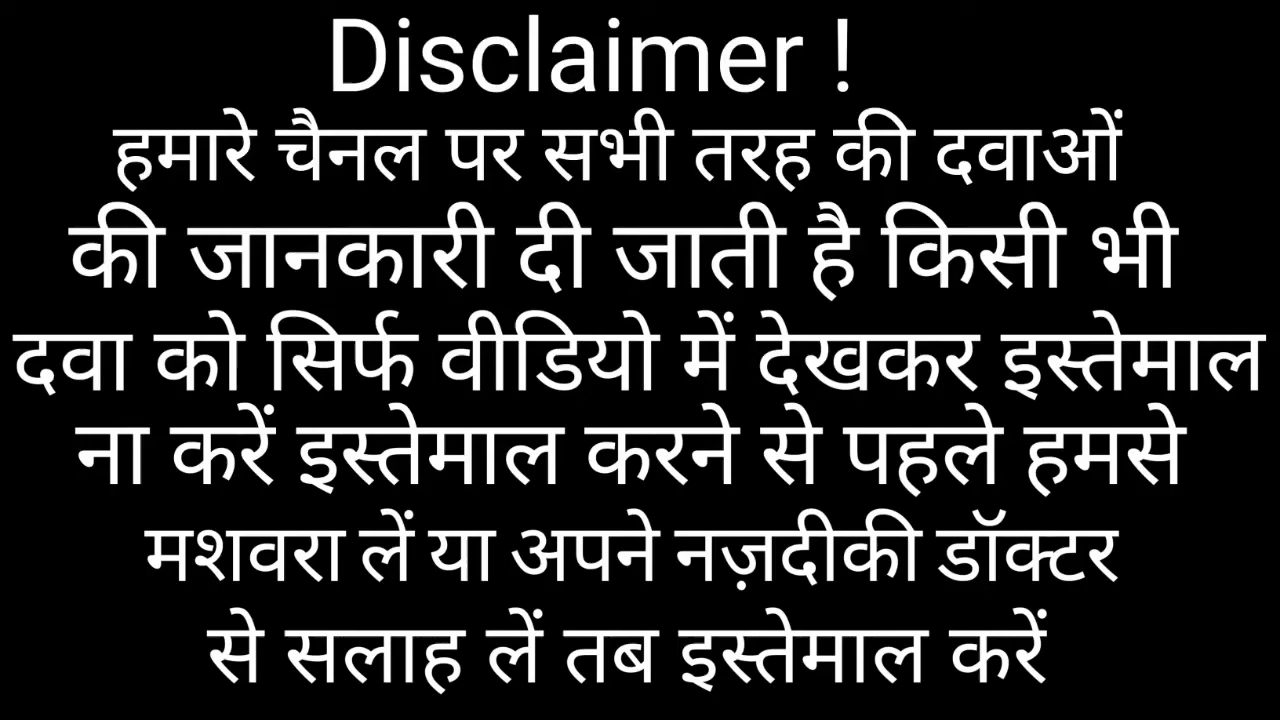 Disclaimer !
हमारे चैनल पर सभी तरह की दवाओं
की जानकारी दी जाती है किसी भी
दवा को सिर्फ वीडियो में देखकर इस्तेमाल
ना करें इस्तेमाल करने से पहले हमसे
मशवरा लें या अपने नज़दीकी डॉक्टर
से सलाह लें तब इस्तेमाल करें